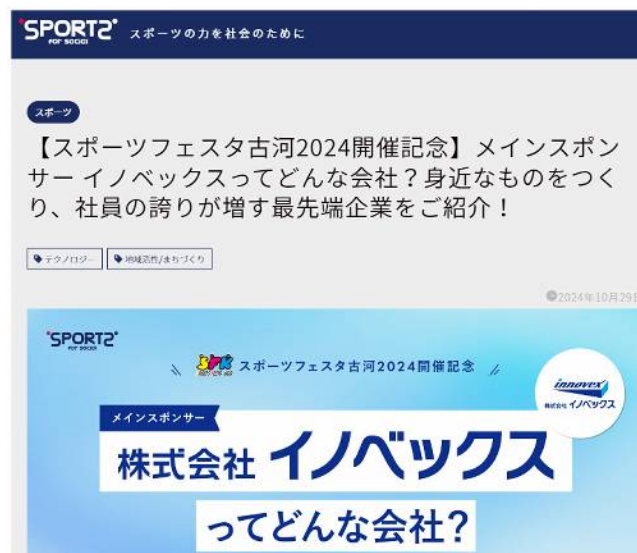 SPORTS
FOR SOCIAL
スポーツの力を社会のために
スポーツ
【スポーツフェスタ古河2024開催記念】メインスポン
サー イノベックスってどんな会社？身近なものをつく
り、社員の誇りが増す最先端企業をご紹介！
テクノロジー
地域活性/まちづくり
2024年10月29日
SPORTS
FOR SOCIAL
スポーツフェスタ古河2024開催記念
innovex
株式会社 イノベックス
メインスポンサー
株式会社 イノベックス
ってどんな会社？